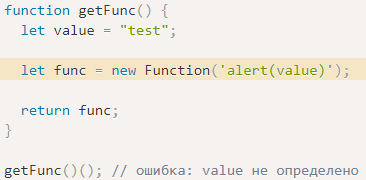 function getFunc() {
  let value = "test";
  let func = new Function('alert(value)');
  return func;
}
getFunc()(); // ошибка: value не определено